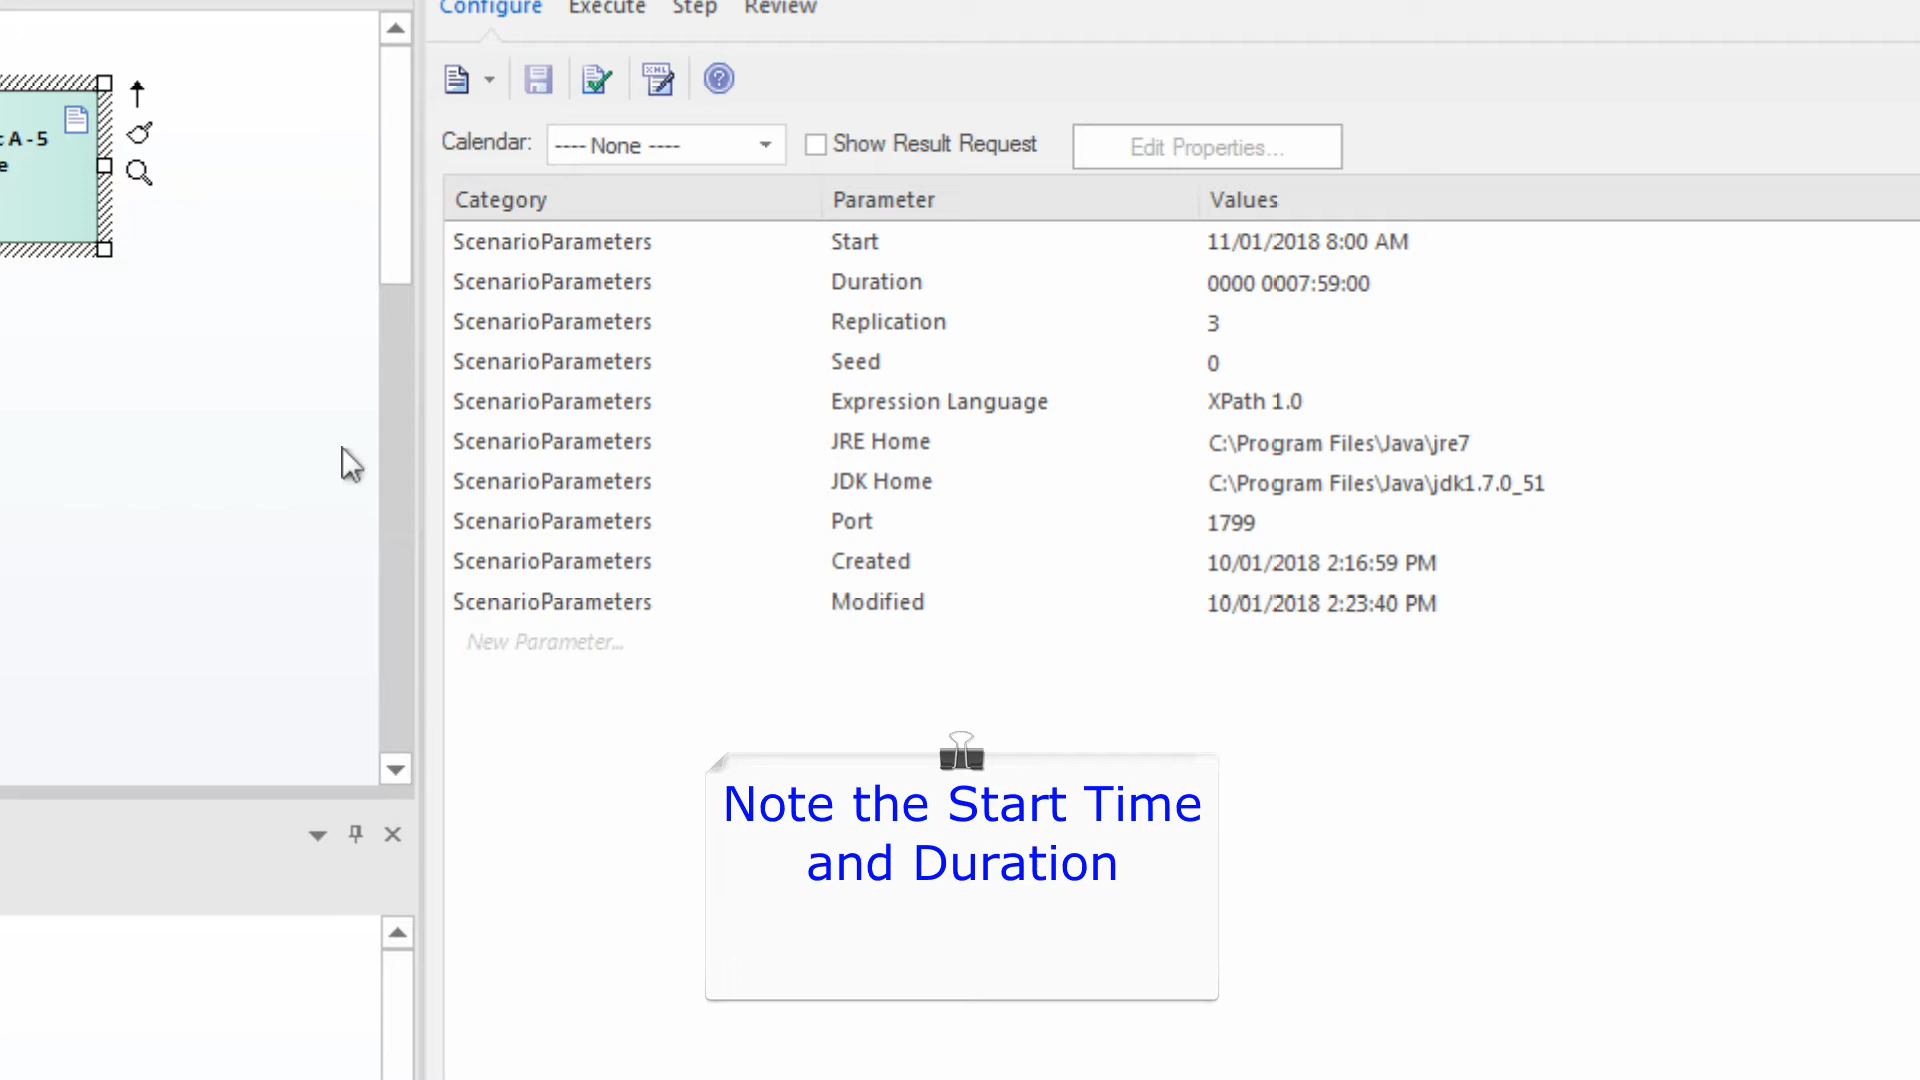 Configure Execute Step Review
A - 5
e
Calendar: ---- None ---- Show Result Request Edit Properties...
Category Parameter Values
ScenarioParameters Start 11/01/2018 8:00 AM
ScenarioParameters Duration 0000 0007:59:00
ScenarioParameters Replication 3
ScenarioParameters Seed 0
ScenarioParameters Expression Language XPath 1.0
ScenarioParameters JRE Home C:\Program Files\Java\jre7
ScenarioParameters JDK Home C:\Program Files\Java\jdk1.7.0_51
ScenarioParameters Port 1799
ScenarioParameters Created 10/01/2018 2:16:59 PM
ScenarioParameters Modified 10/01/2018 2:23:40 PM
New Parameter...
Note the Start Time
and Duration